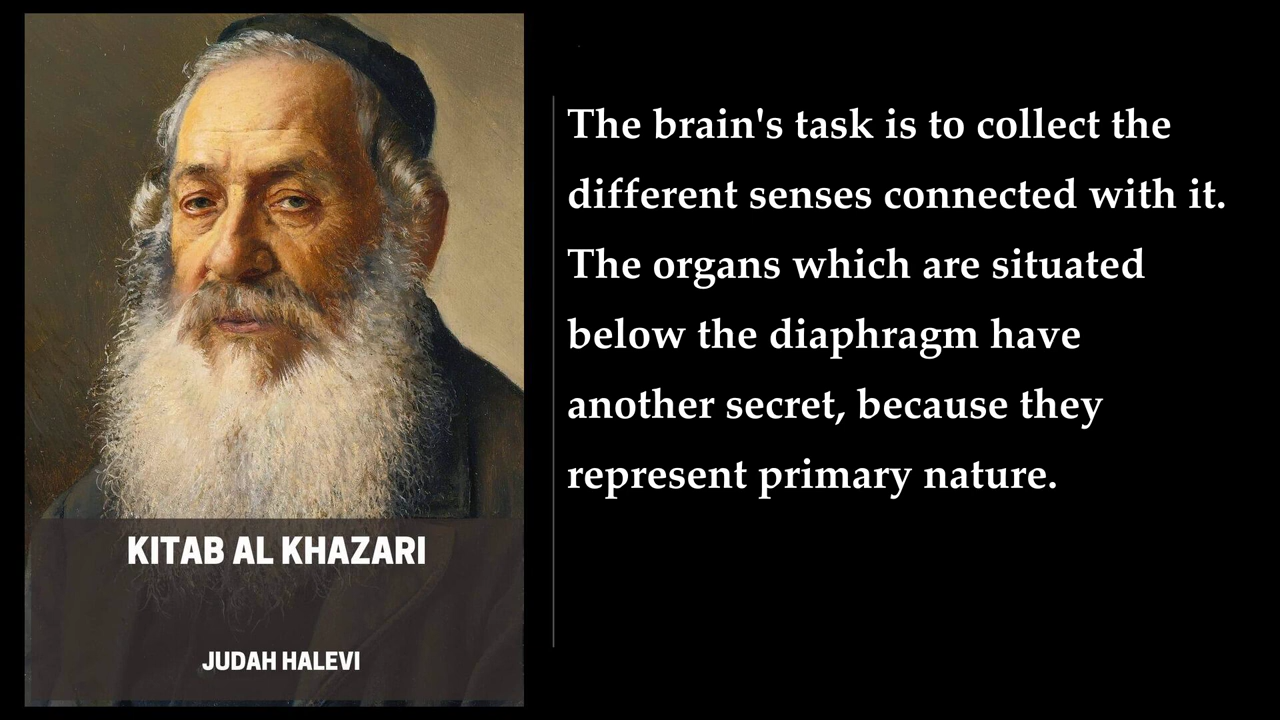 KITAB AL KHAZARI
JUDAH HALEVI
The brain's task is to collect the
different senses connected with it.
The organs which are situated
below the diaphragm have
another secret, because they
represent primary nature.